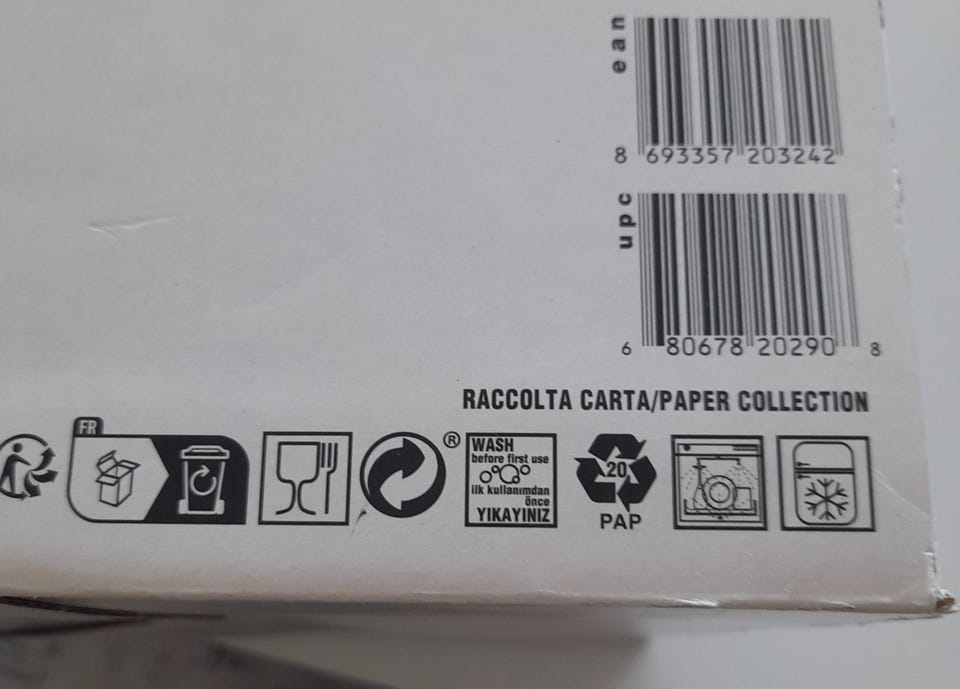 ean
8 693357 203242
upc
6 80678 20290 8
RACCOLTA CARTA/PAPER COLLECTION
FR
®
WASH
before first use
ilk kullanımdan
önce
YIKAYINIZ
20
PAP